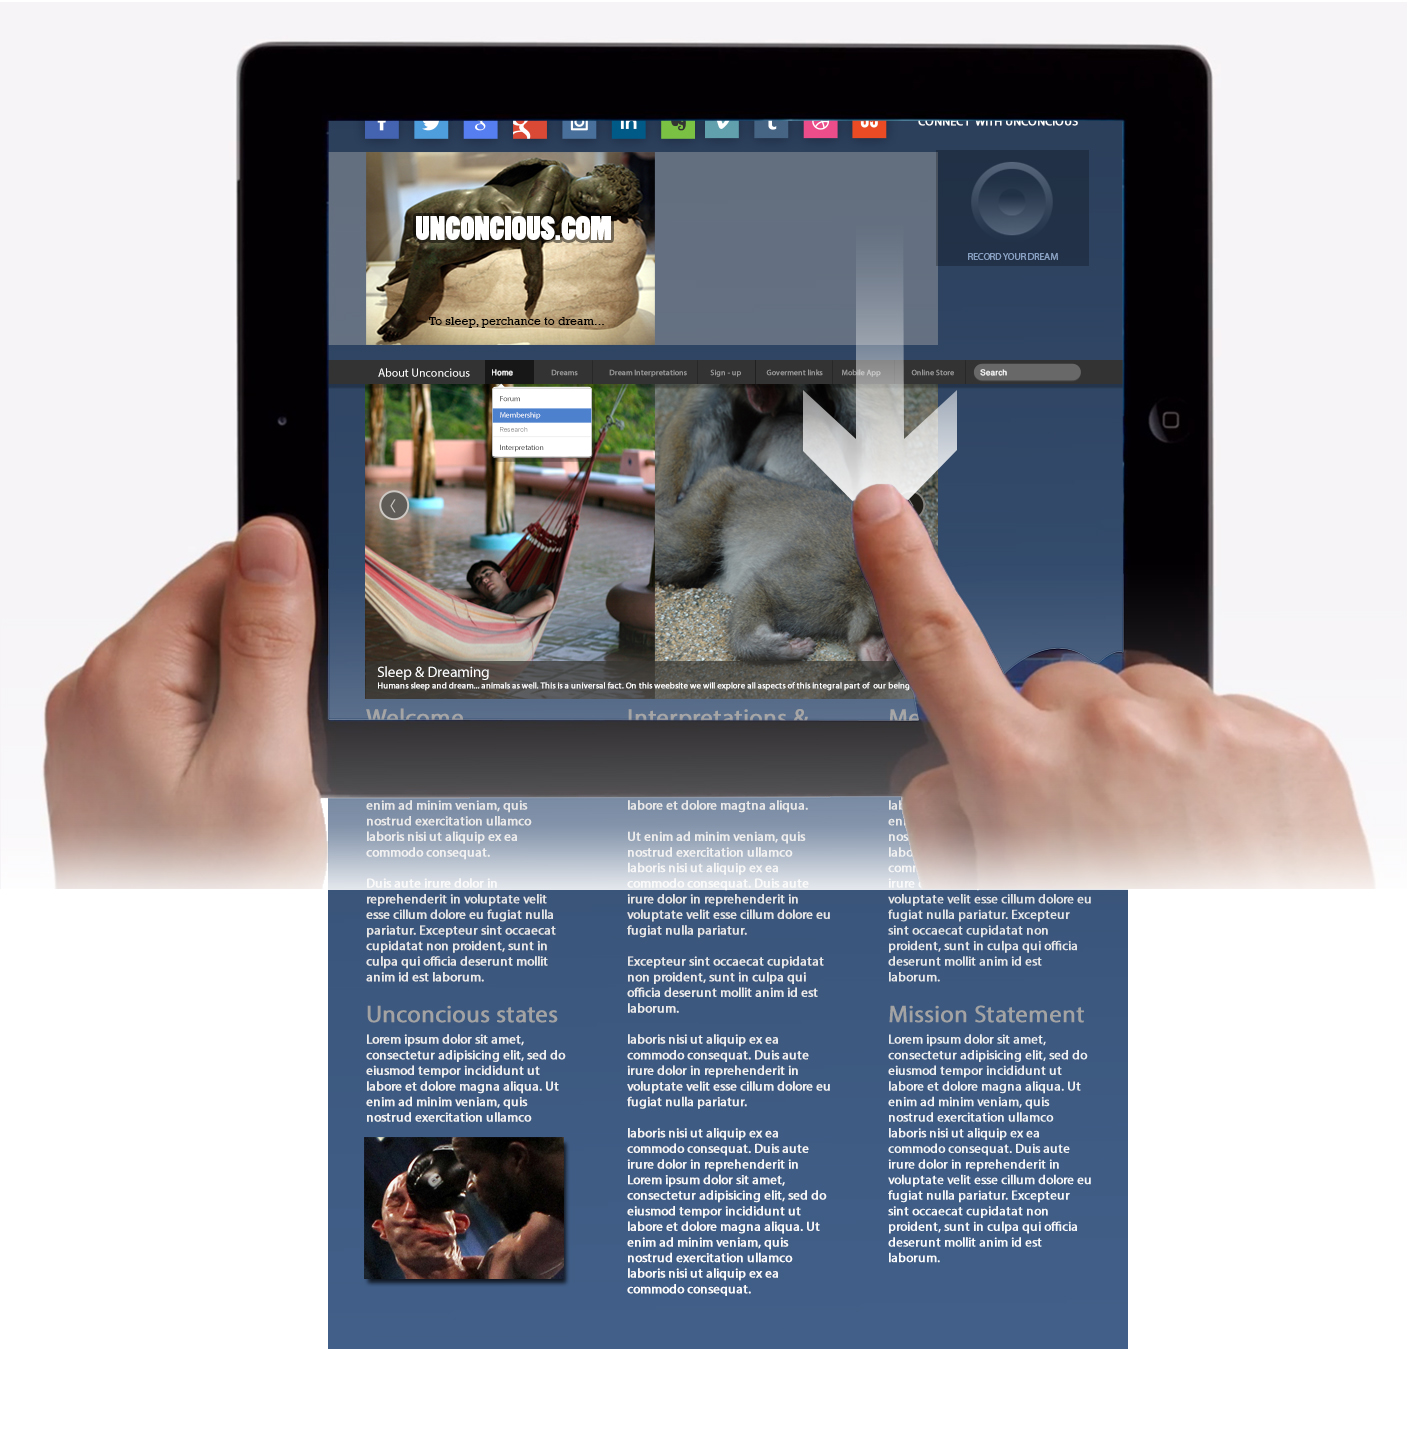 CONNECT WITH UNCONCIOUS
UNCONCIOUS.COM
To sleep, perchance to dream...
RECORD YOUR DREAM
About Unconcious
Home
Dreams
Dream Interpretations
Sign - up
Goverment links
Mobile App
Online Store
Search
Forum
Membership
Research
Interpretation
Sleep & Dreaming
Humans sleep and dream... animals as well. This is a universal fact. On this weebsite we will explore all aspects of this integral part of our being
Welcome
enim ad minim veniam, quis
nostrud exercitation ullamco
laboris nisi ut aliquip ex ea
commodo consequat.
Duis aute irure dolor in
reprehenderit in voluptate velit
esse cillum dolore eu fugiat nulla
pariatur. Excepteur sint occaecat
cupidatat non proident, sunt in
culpa qui officia deserunt mollit
anim id est laborum.
Unconcious states
Lorem ipsum dolor sit amet,
consectetur adipisicing elit, sed do
eiusmod tempor incididunt ut
labore et dolore magna aliqua. Ut
enim ad minim veniam, quis
nostrud exercitation ullamco
Interpretations &
labore et dolore magtna aliqua.
Ut enim ad minim veniam, quis
nostrud exercitation ullamco
laboris nisi ut aliquip ex ea
commodo consequat. Duis aute
irure dolor in reprehenderit in
voluptate velit esse cillum dolore eu
fugiat nulla pariatur.
Excepteur sint occaecat cupidatat
non proident, sunt in culpa qui
officia deserunt mollit anim id est
laborum.
laboris nisi ut aliquip ex ea
commodo consequat. Duis aute
irure dolor in reprehenderit in
voluptate velit esse cillum dolore eu
fugiat nulla pariatur.
laboris nisi ut aliquip ex ea
commodo consequat. Duis aute
irure dolor in reprehenderit in
Lorem ipsum dolor sit amet,
consectetur adipisicing elit, sed do
eiusmod tempor incididunt ut
labore et dolore magna aliqua. Ut
enim ad minim veniam, quis
nostrud exercitation ullamco
laboris nisi ut aliquip ex ea
commodo consequat.
irure
voluptate velit esse cillum dolore eu
fugiat nulla pariatur. Excepteur
sint occaecat cupidatat non
proident, sunt in culpa qui officia
deserunt mollit anim id est
laborum.
Mission Statement
Lorem ipsum dolor sit amet,
consectetur adipisicing elit, sed do
eiusmod tempor incididunt ut
labore et dolore magna aliqua. Ut
enim ad minim veniam, quis
nostrud exercitation ullamco
laboris nisi ut aliquip ex ea
commodo consequat. Duis aute
irure dolor in reprehenderit in
voluptate velit esse cillum dolore eu
fugiat nulla pariatur. Excepteur
sint occaecat cupidatat non
proident, sunt in culpa qui officia
deserunt mollit anim id est
laborum.